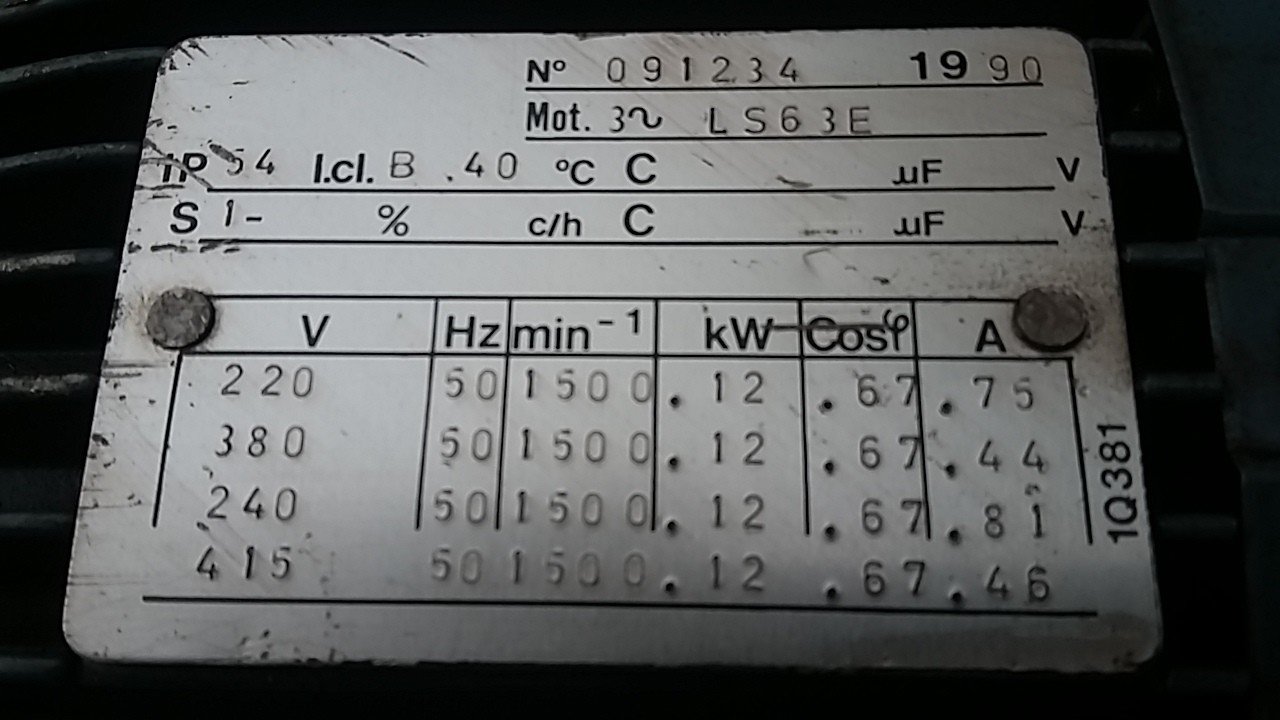 N° 091234 1990
Mot. 3~ LS63E
IP 54 I.cl. B .40 °C C µF V
S 1- % c/h C µF V
V Hz min⁻¹ kW Cosφ A
220 50 1500 .12 .67 .75
380 50 1500 .12 .67 .44
240 50 1500 .12 .67 .81
415 50 1500 .12 .67 .46
1Q381